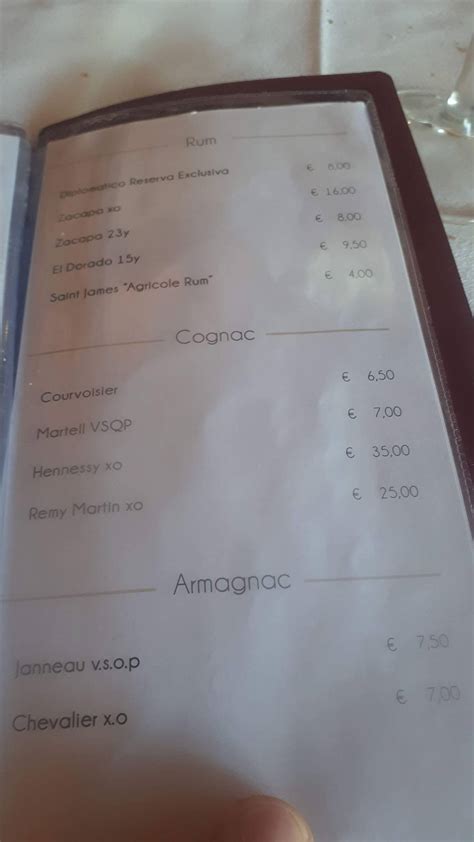 Rum
Diplomatico Reserva Exclusiva € 8,00
Zacapa xo € 16,00
Zacapa 23y € 8,00
El Dorado 15y € 9,50
Saint James "Agricole Rum" € 4,00
Cognac
Courvoisier € 6,50
Martell VSQP € 7,00
Hennessy xo € 35,00
Remy Martin xo € 25,00
Armagnac
Janneau v.s.o.p € 7,50
Chevalier x.o € 7,00